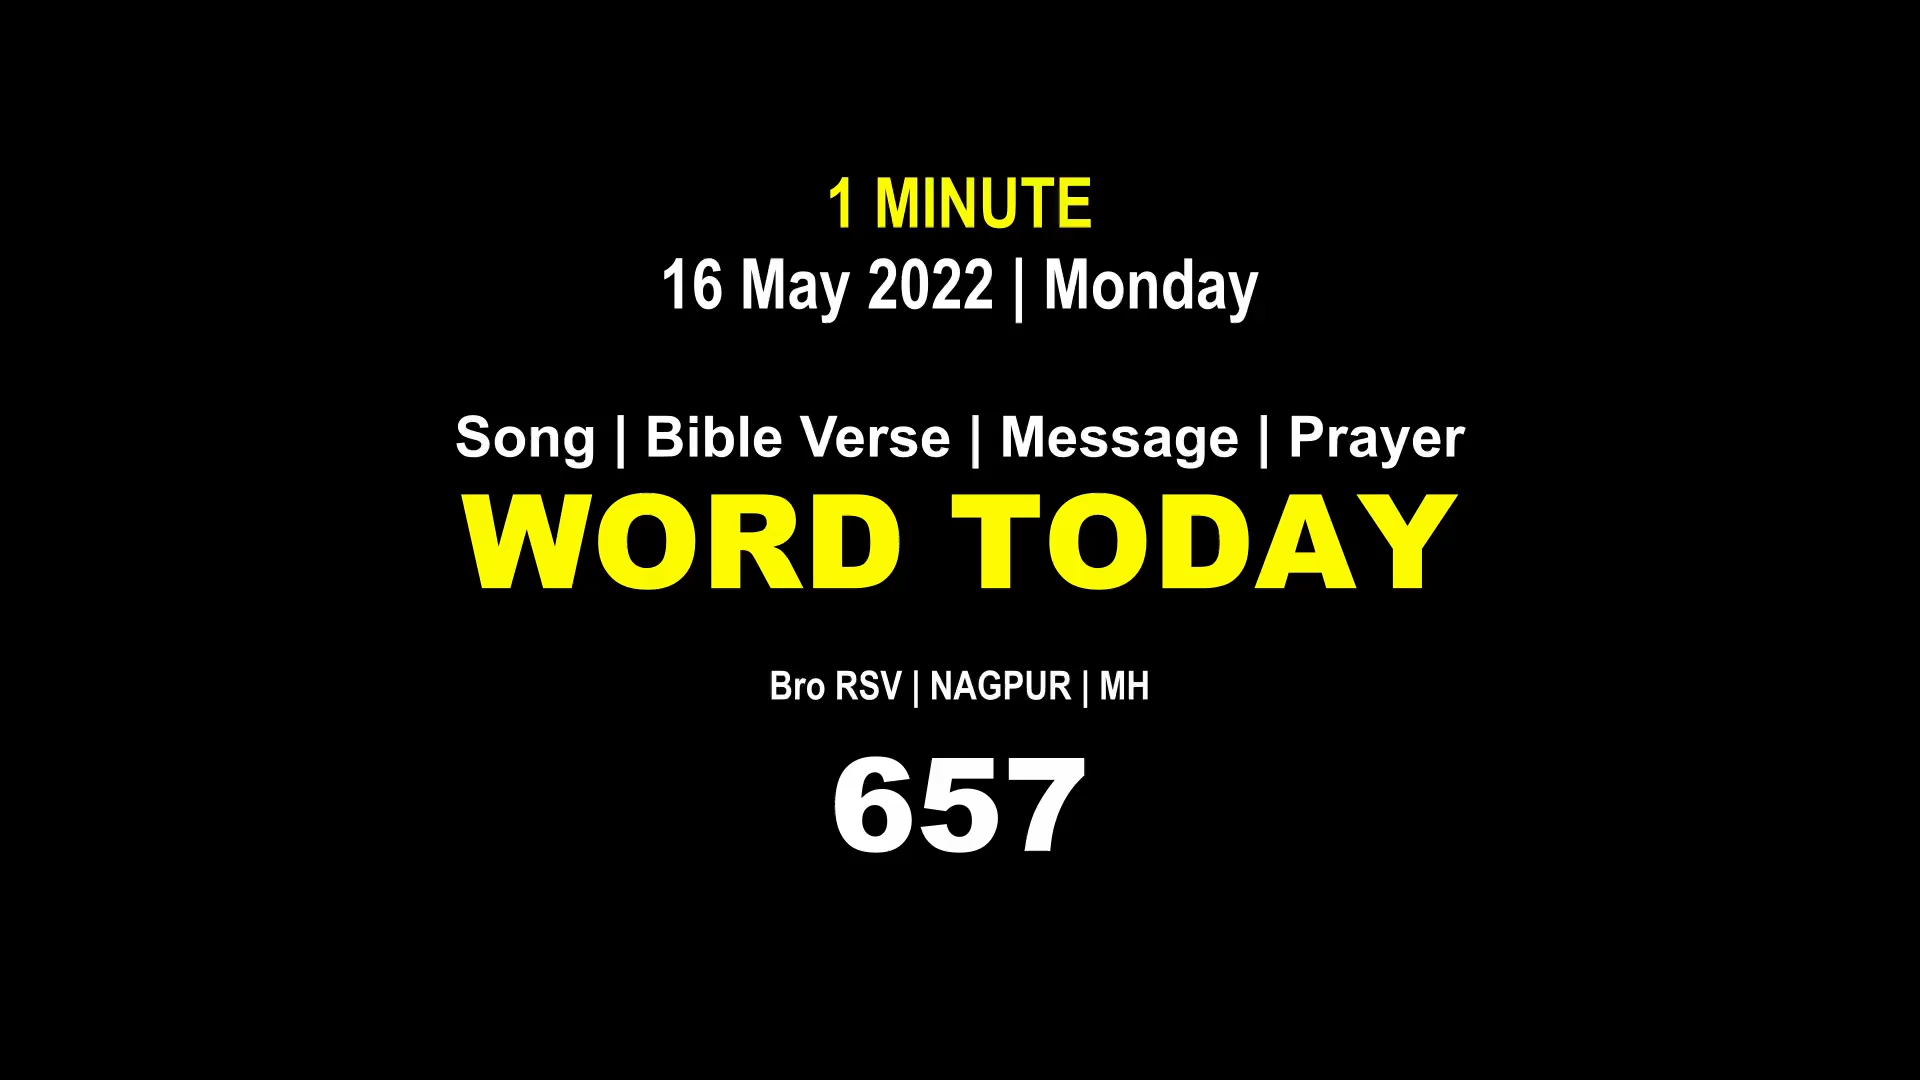 1 MINUTE
16 May 2022 | Monday
Song | Bible Verse | Message | Prayer
WORD TODAY
Bro RSV | NAGPUR | MH
657